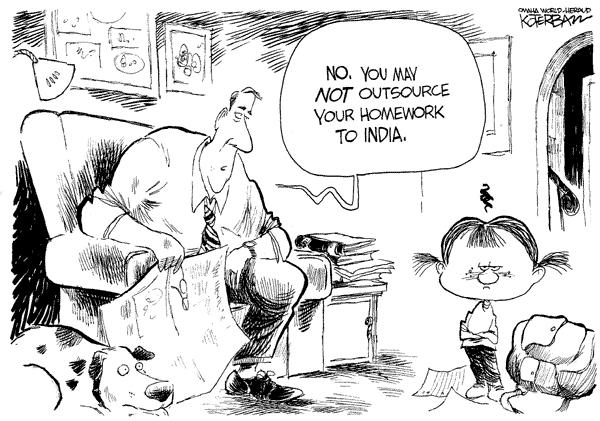 OMAHA WORLD-HERALD
KOTERBA
NO. YOU MAY
NOT OUTSOURCE
YOUR HOMEWORK
TO INDIA.